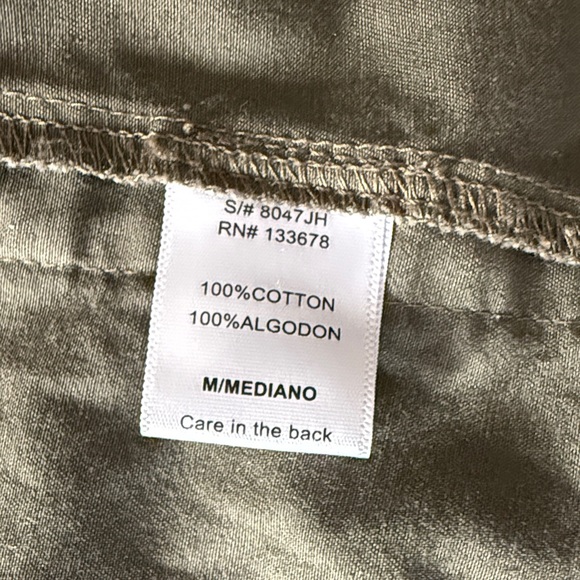 S/# 8047JH
RN# 133678
100%COTTON
100%ALGODON
M/MEDIANO
Care in the back